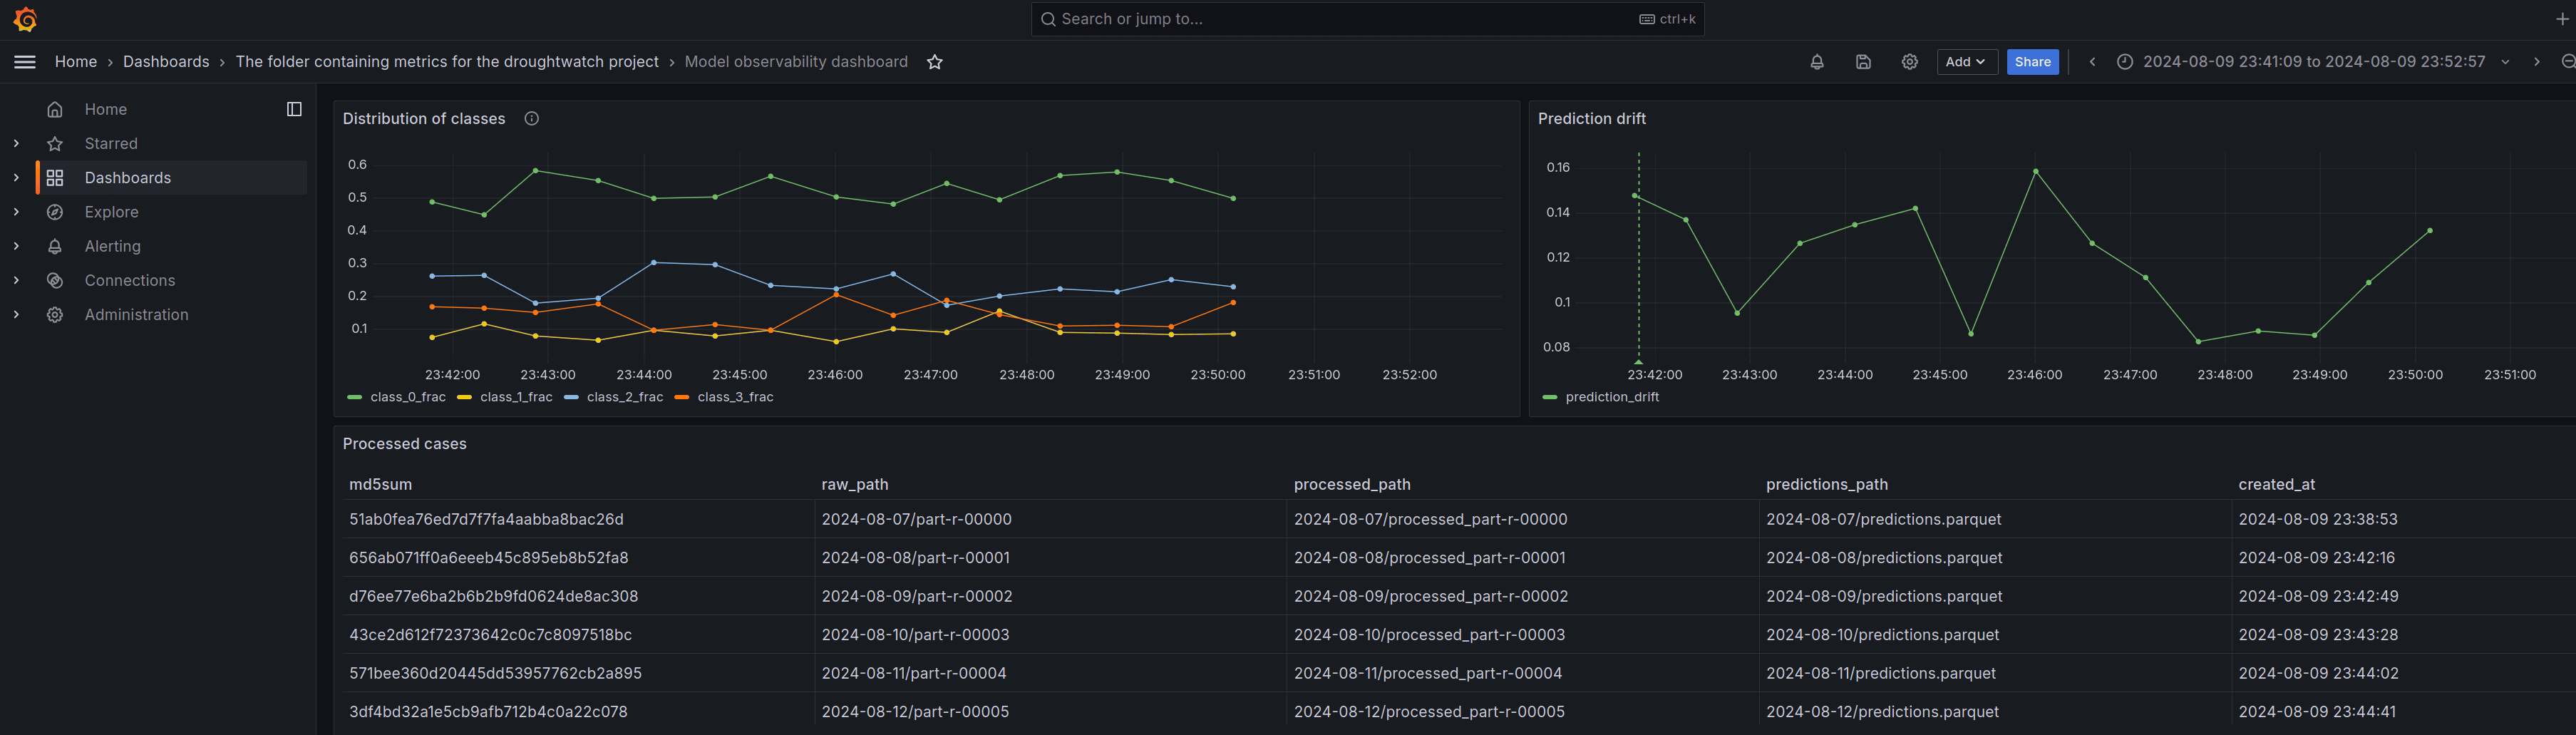 Search or jump to... ctrl+k
Home › Dashboards › The folder containing metrics for the droughtwatch project › Model observability dashboard Add Share 2024-08-09 23:41:09 to 2024-08-09 23:52:57
Home
Starred
Dashboards
Explore
Alerting
Connections
Administration
Distribution of classes
0.6
0.5
0.4
0.3
0.2
0.1
23:42:00 23:43:00 23:44:00 23:45:00 23:46:00 23:47:00 23:48:00 23:49:00 23:50:00 23:51:00 23:52:00
class_0_frac class_1_frac class_2_frac class_3_frac
Prediction drift
0.16
0.14
0.12
0.1
0.08
23:42:00 23:43:00 23:44:00 23:45:00 23:46:00 23:47:00 23:48:00 23:49:00 23:50:00 23:51:00
prediction_drift
Processed cases
md5sum raw_path processed_path predictions_path created_at
51ab0fea76ed7d7f7fa4aabba8bac26d 2024-08-07/part-r-00000 2024-08-07/processed_part-r-00000 2024-08-07/predictions.parquet 2024-08-09 23:38:53
656ab071ff0a6eeeb45c895eb8b52fa8 2024-08-08/part-r-00001 2024-08-08/processed_part-r-00001 2024-08-08/predictions.parquet 2024-08-09 23:42:16
d76ee77e6ba2b6b2b9fd0624de8ac308 2024-08-09/part-r-00002 2024-08-09/processed_part-r-00002 2024-08-09/predictions.parquet 2024-08-09 23:42:49
43ce2d612f72373642c0c7c8097518bc 2024-08-10/part-r-00003 2024-08-10/processed_part-r-00003 2024-08-10/predictions.parquet 2024-08-09 23:43:28
571bee360d20445dd53957762cb2a895 2024-08-11/part-r-00004 2024-08-11/processed_part-r-00004 2024-08-11/predictions.parquet 2024-08-09 23:44:02
3df4bd32a1e5cb9afb712b4c0a22c078 2024-08-12/part-r-00005 2024-08-12/processed_part-r-00005 2024-08-12/predictions.parquet 2024-08-09 23:44:41